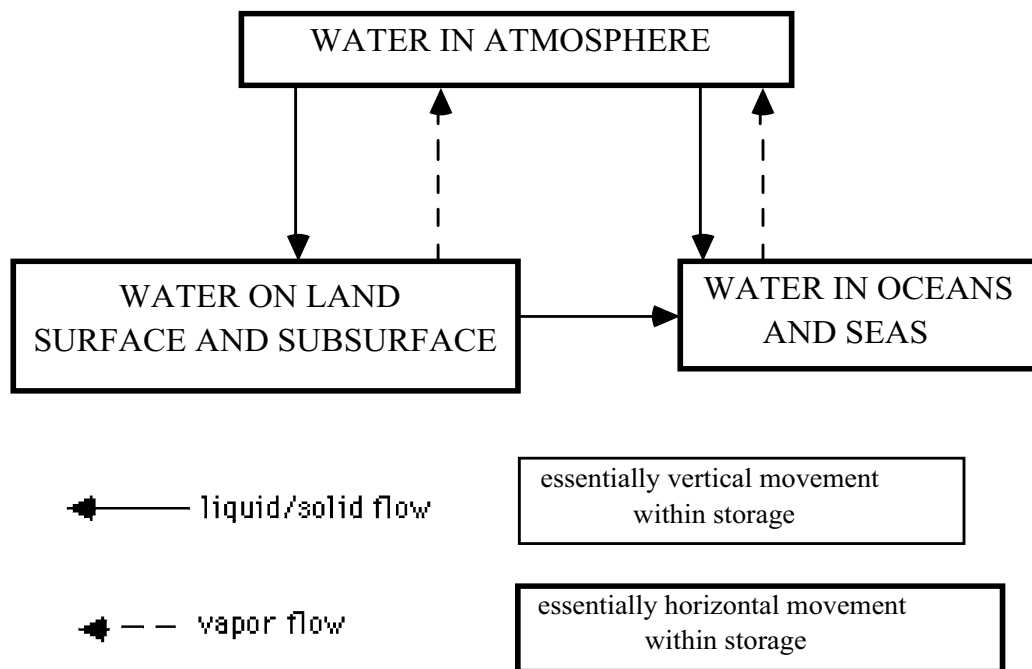 WATER IN ATMOSPHERE
WATER ON LAND
SURFACE AND SUBSURFACE
WATER IN OCEANS
AND SEAS
liquid/solid flow
essentially vertical movement
within storage
vapor flow
essentially horizontal movement
within storage